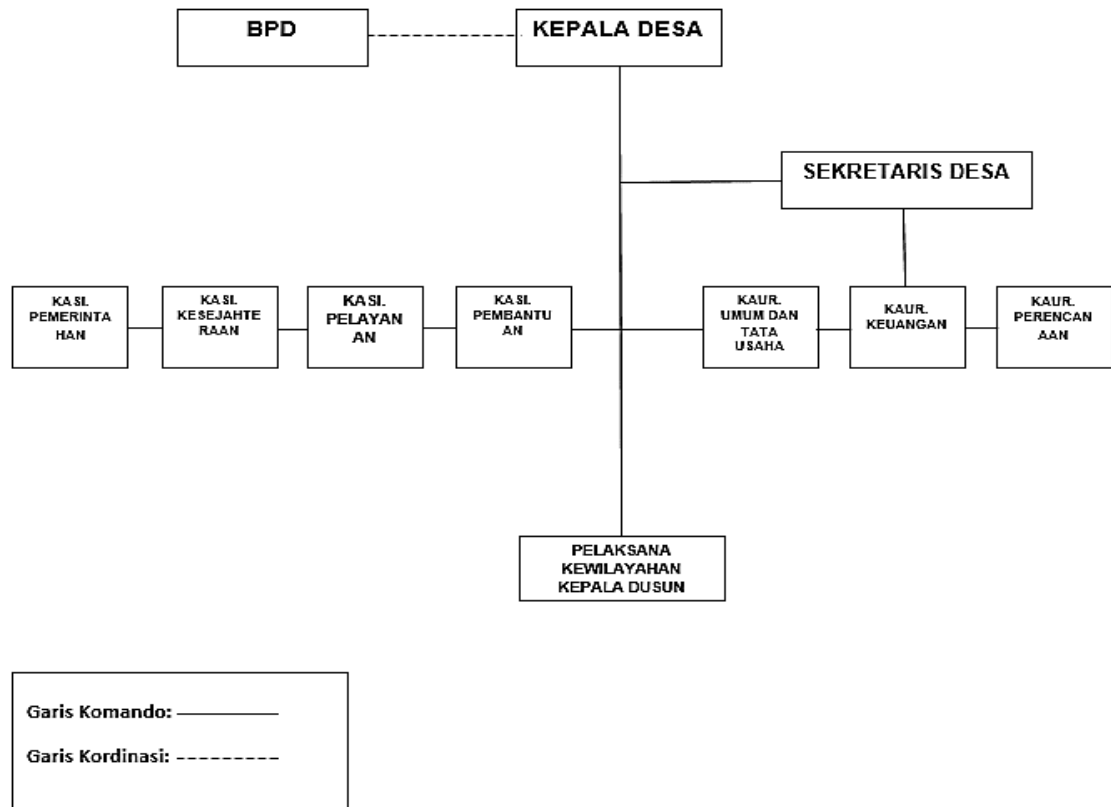 BPD
KEPALA DESA
SEKRETARIS DESA
KASI.
PEMERINTA
HAN
KASI.
KESEJAHTE
RAAN
KASI.
PELAYAN
AN
KASI.
PEMBANTU
AN
KAUR.
UMUM DAN
TATA
USAHA
KAUR.
KEUANGAN
KAUR.
PERENCAN
AAN
PELAKSANA
KEWILAYAHAN
KEPALA DUSUN
Garis Komando:
Garis Kordinasi: